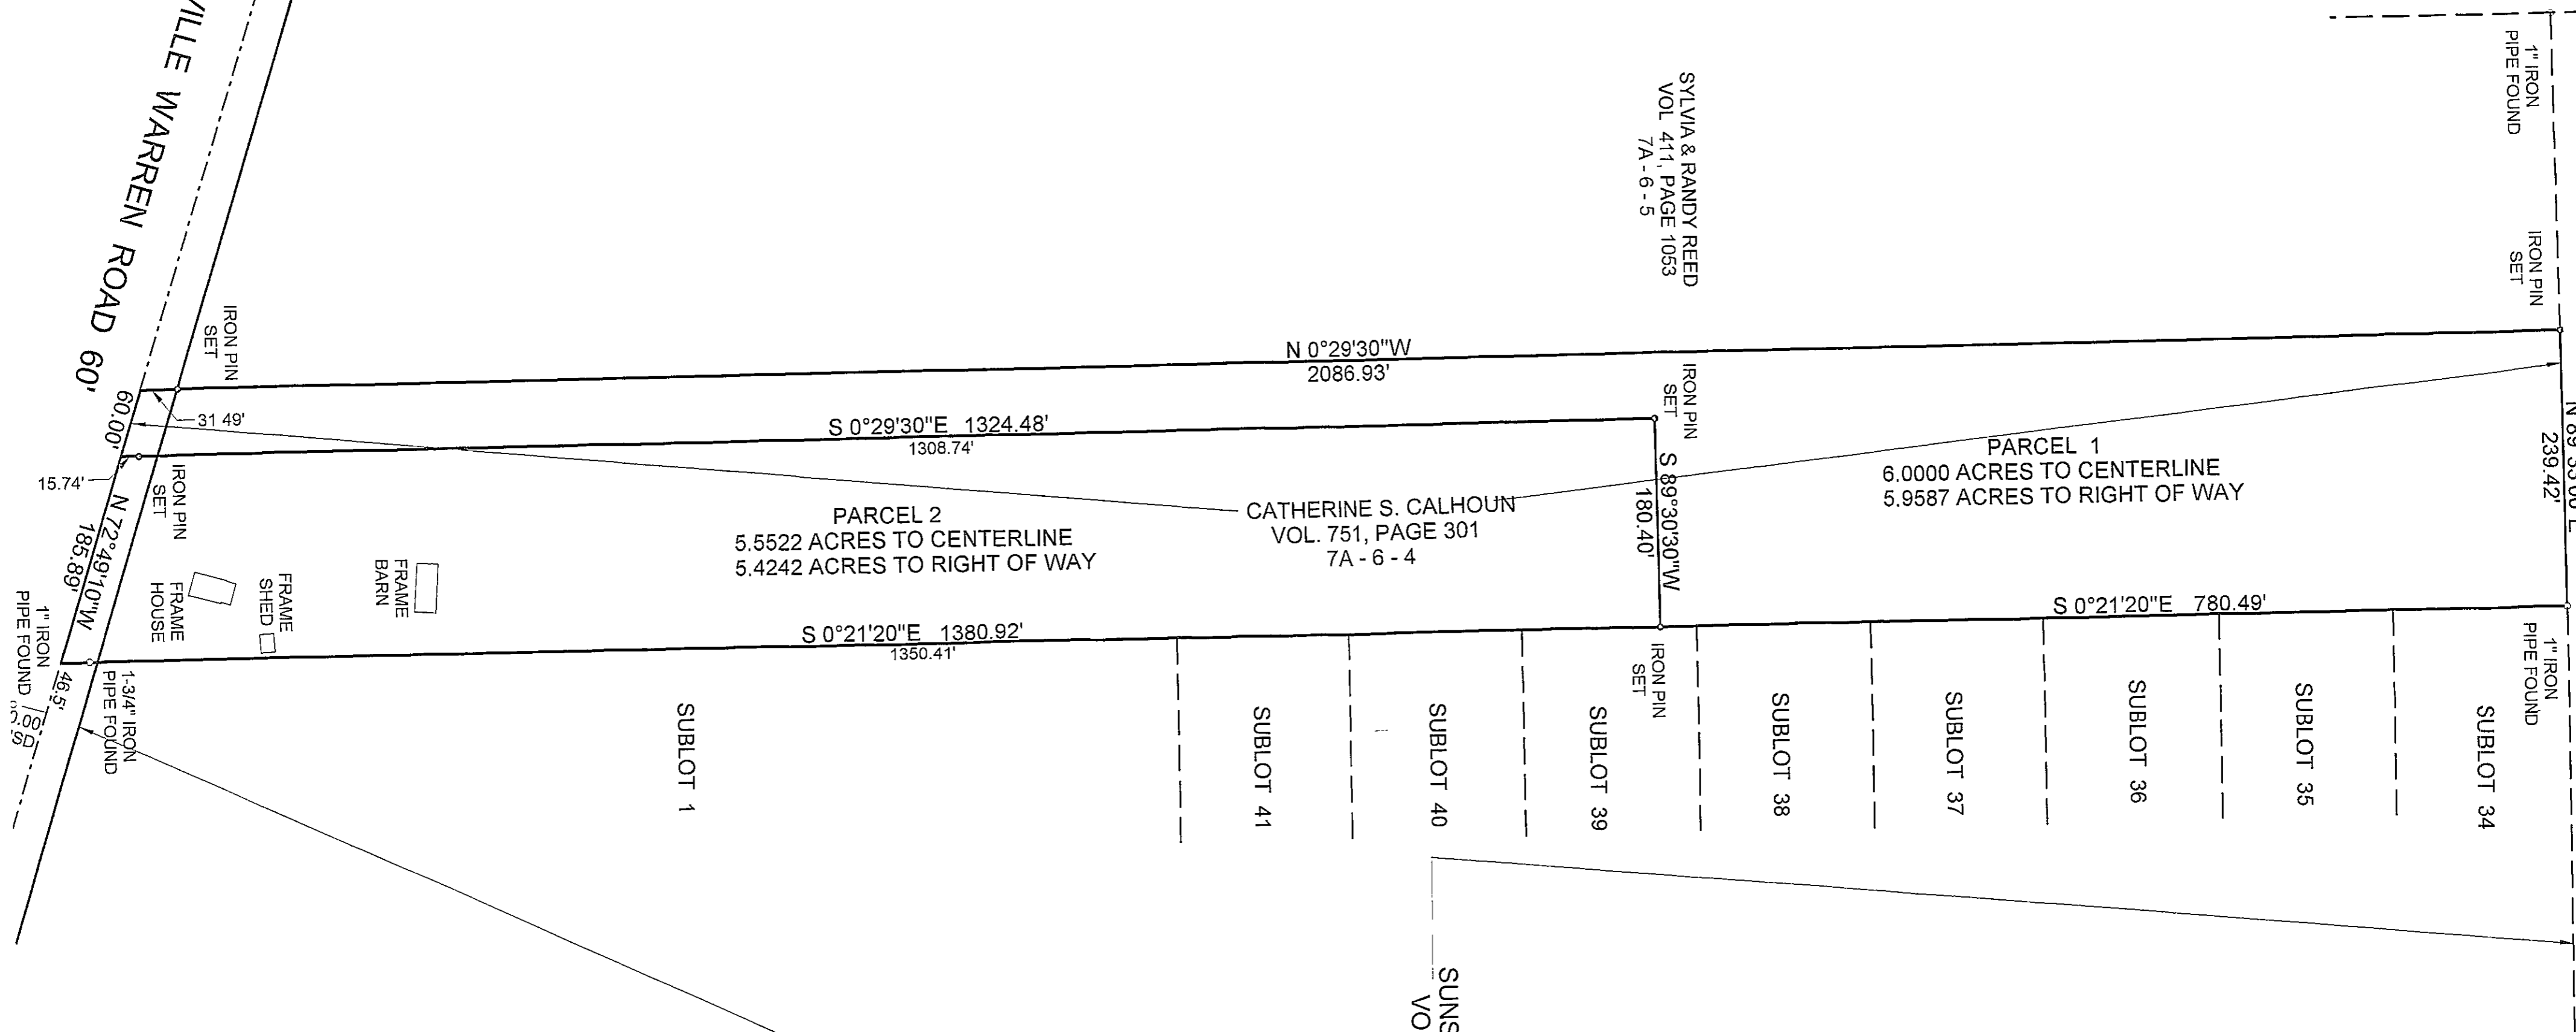 VILLE WARREN ROAD 60'
IRON PIN
SET
60.00'
31 49'
15.74'
IRON PIN
SET
N 72°49'10"W
185.89'
1" IRON
PIPE FOUND
46.5'
1-3/4" IRON
PIPE FOUND
FRAME
HOUSE
FRAME
SHED
FRAME
BARN
N 0°29'30"W
2086.93'
S 0°29'30"E 1324.48'
1308.74'
PARCEL 2
5.5522 ACRES TO CENTERLINE
5.4242 ACRES TO RIGHT OF WAY
S 0°21'20"E 1380.92'
1350.41'
CATHERINE S. CALHOUN
VOL. 751, PAGE 301
7A - 6 - 4
SYLVIA & RANDY REED
VOL 411, PAGE 1053
7A - 6 - 5
IRON PIN
SET
S 89°30'30"W
180.40'
IRON PIN
SET
PARCEL 1
6.0000 ACRES TO CENTERLINE
5.9587 ACRES TO RIGHT OF WAY
S 0°21'20"E 780.49'
1" IRON
PIPE FOUND
IRON PIN
SET
239.42'
1" IRON
PIPE FOUND
SUBLOT 1
SUBLOT 41
SUBLOT 40
SUBLOT 39
SUBLOT 38
SUBLOT 37
SUBLOT 36
SUBLOT 35
SUBLOT 34
SUNS
VO